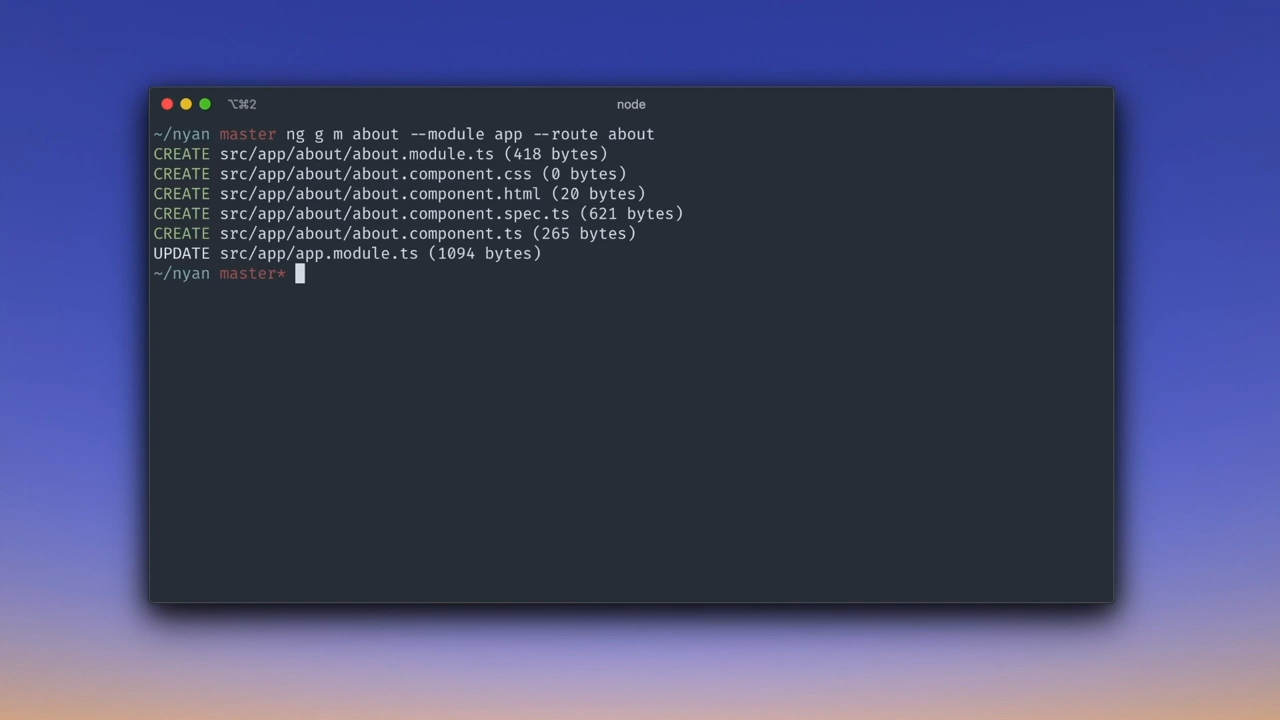 ⌥⌘2 node
~/nyan master ng g m about --module app --route about
CREATE src/app/about/about.module.ts (418 bytes)
CREATE src/app/about/about.component.css (0 bytes)
CREATE src/app/about/about.component.html (20 bytes)
CREATE src/app/about/about.component.spec.ts (621 bytes)
CREATE src/app/about/about.component.ts (265 bytes)
UPDATE src/app/app.module.ts (1094 bytes)
~/nyan master*